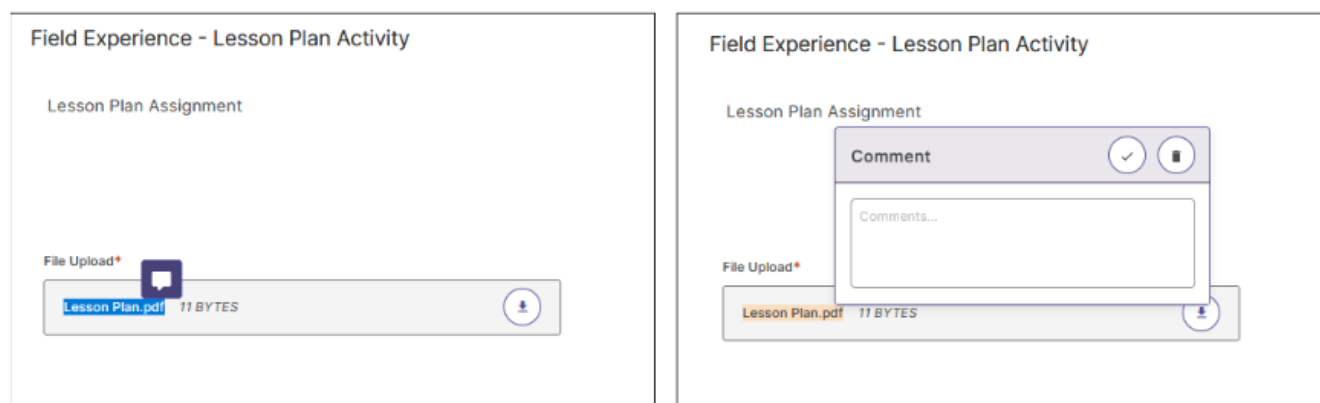 Field Experience - Lesson Plan Activity
Lesson Plan Assignment
File Upload*
Lesson Plan.pdf 11 BYTES
Field Experience - Lesson Plan Activity
Lesson Plan Assignment
Comment
Comments...
File Upload*
Lesson Plan.pdf 11 BYTES